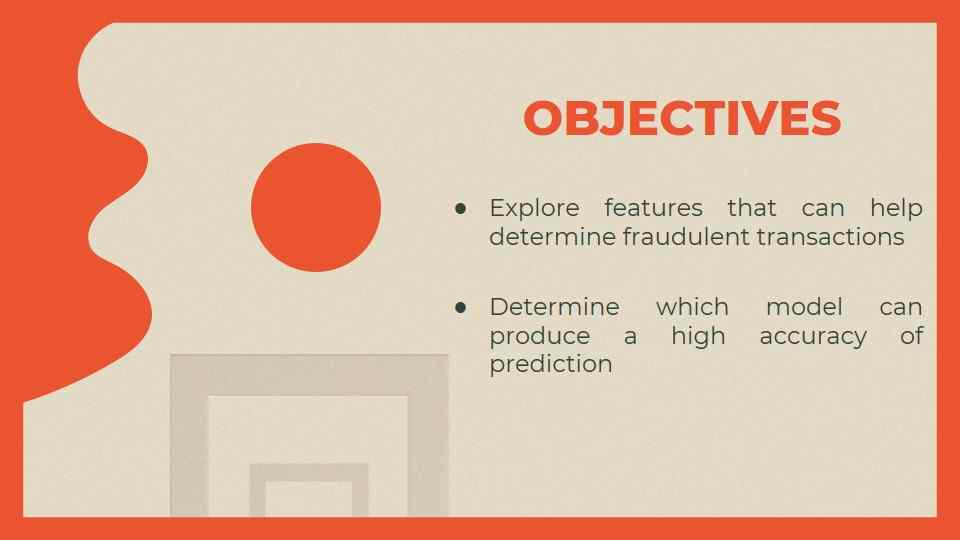 OBJECTIVES
● Explore features that can help
determine fraudulent transactions
● Determine which model can
produce a high accuracy of
prediction